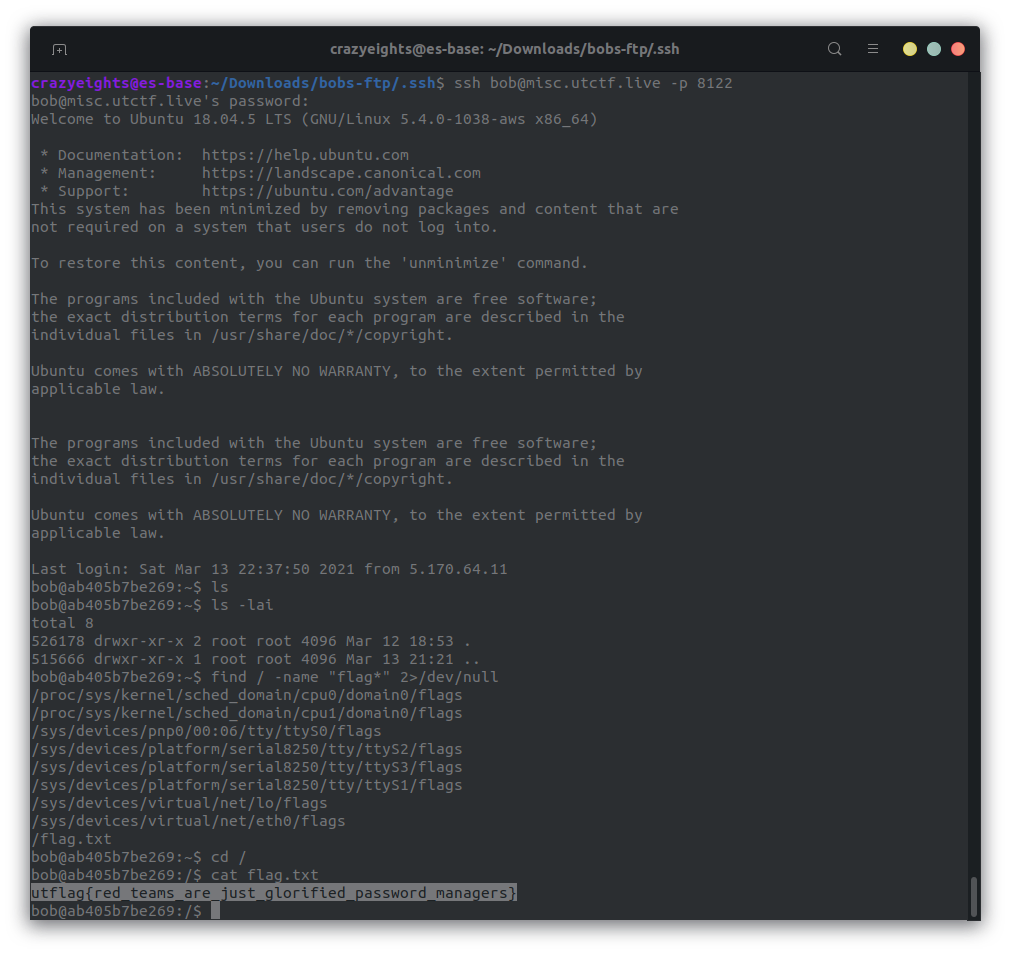 crazyeights@es-base: ~/Downloads/bobs-ftp/.ssh
crazyeights@es-base:~/Downloads/bobs-ftp/.ssh$ ssh bob@misc.utctf.live -p 8122
bob@misc.utctf.live's password:
Welcome to Ubuntu 18.04.5 LTS (GNU/Linux 5.4.0-1038-aws x86_64)
* Documentation:  https://help.ubuntu.com
* Management:     https://landscape.canonical.com
* Support:        https://ubuntu.com/advantage
This system has been minimized by removing packages and content that are
not required on a system that users do not log into.
To restore this content, you can run the 'unminimize' command.
The programs included with the Ubuntu system are free software;
the exact distribution terms for each program are described in the
individual files in /usr/share/doc/*/copyright.
Ubuntu comes with ABSOLUTELY NO WARRANTY, to the extent permitted by
applicable law.
The programs included with the Ubuntu system are free software;
the exact distribution terms for each program are described in the
individual files in /usr/share/doc/*/copyright.
Ubuntu comes with ABSOLUTELY NO WARRANTY, to the extent permitted by
applicable law.
Last login: Sat Mar 13 22:37:50 2021 from 5.170.64.11
bob@ab405b7be269:~$ ls
bob@ab405b7be269:~$ ls -lai
total 8
526178 drwxr-xr-x 2 root root 4096 Mar 12 18:53 .
515666 drwxr-xr-x 1 root root 4096 Mar 13 21:21 ..
bob@ab405b7be269:~$ find / -name "flag*" 2>/dev/null
/proc/sys/kernel/sched_domain/cpu0/domain0/flags
/proc/sys/kernel/sched_domain/cpu1/domain0/flags
/sys/devices/pnp0/00:06/tty/ttyS0/flags
/sys/devices/platform/serial8250/tty/ttyS2/flags
/sys/devices/platform/serial8250/tty/ttyS3/flags
/sys/devices/platform/serial8250/tty/ttyS1/flags
/sys/devices/virtual/net/lo/flags
/sys/devices/virtual/net/eth0/flags
/flag.txt
bob@ab405b7be269:~$ cd /
bob@ab405b7be269:/$ cat flag.txt
utflag{red_teams_are_just_glorified_password_managers}
bob@ab405b7be269:/$